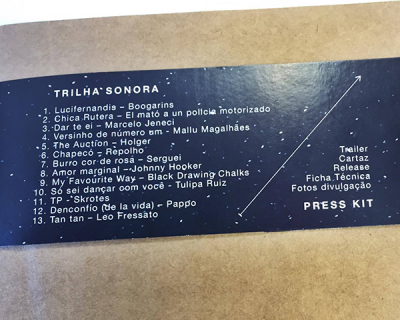 TRILHA SONORA
1. Lucifernandis – Boogarins
2. Chica Rutera – El mató a un policía motorizado
3. Dar te ei – Marcelo Jeneci
4. Versinho de número um - Mallu Magalhães
5. The Auction – Holger
6. Chapecó – Repolho
7. Burro cor de rosa – Serguei
8. Amor marginal – Johnny Hooker
9. My Favourite Way – Black Drawing Chalks
10. Só sei dançar com você - Tulipa Ruiz
11. TP - Skrotes
12. Denconfío (de la vida) – Pappo
13. Tan tan – Leo Fressato
Trailer
Cartaz
Release
Ficha Técnica
Fotos divulgação
PRESS KIT